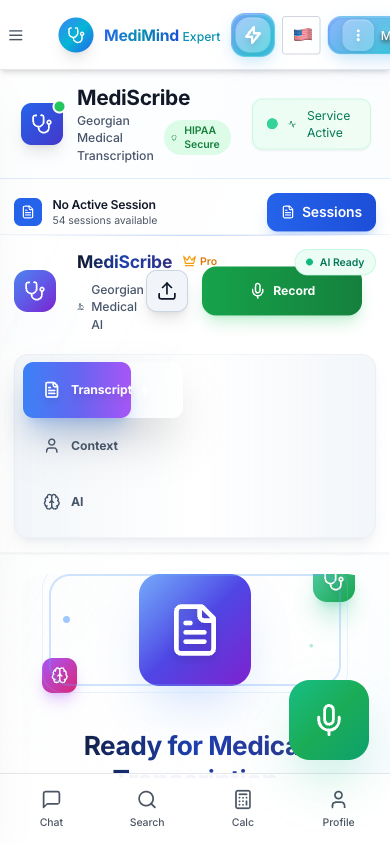 MediMind Expert
M
MediScribe
Georgian
Medical
Transcription
HIPAA
Secure
Service
Active
No Active Session
54 sessions available
Sessions
MediScribe
Pro
AI Ready
Georgian
Medical
AI
Record
Transcript
Context
AI
Ready for Medica
Transcription
Chat
Search
Calc
Profile